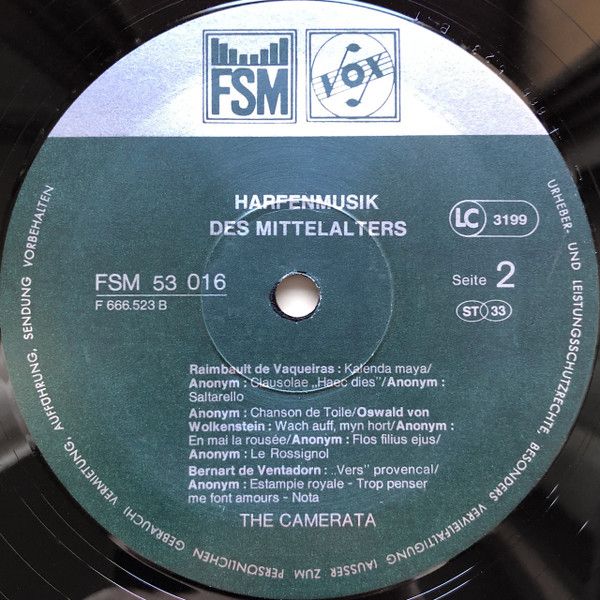 FSM
VOX
HARFENMUSIK
DES MITTELALTERS
LC 3199
FSM 53 016
F 666.523 B
Seite 2
ST 33
Raimbault de Vaqueiras : Kalenda maya/
Anonym : Clausolae „Haec dies"/Anonym :
Saltarello
Anonym : Chanson de Toile/Oswald von
Wolkenstein : Wach auff, myn hort/Anonym :
En mai la rousée/Anonym : Flos filius ejus/
Anonym : Le Rossignol
Bernart de Ventadorn : „Vers" provencal/
Anonym : Estampie royale - Trop penser
me font amours - Nota
THE CAMERATA
URHEBER- UND LEISTUNGSSCHUTZRECHTE, BESONDERS VERVIELFÄLTIGUNG (AUSSER ZUM PERSÖNLICHEN GEBRAUCH) VERMIETUNG, AUFFÜHRUNG, SENDUNG VORBEHALTEN